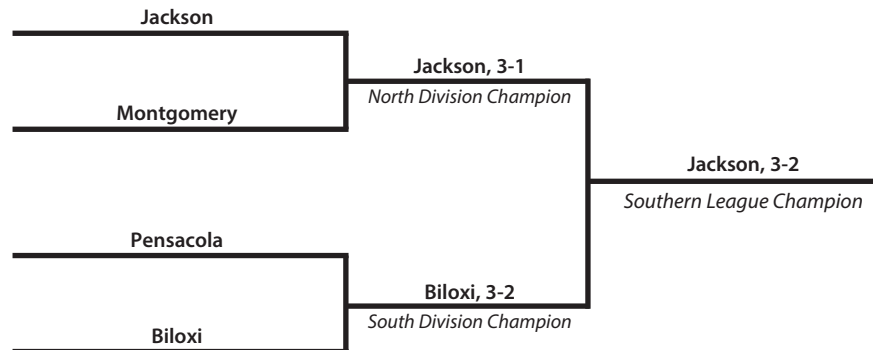 Jackson
Jackson, 3-1
North Division Champion
Montgomery
Jackson, 3-2
Southern League Champion
Pensacola
Biloxi, 3-2
South Division Champion
Biloxi